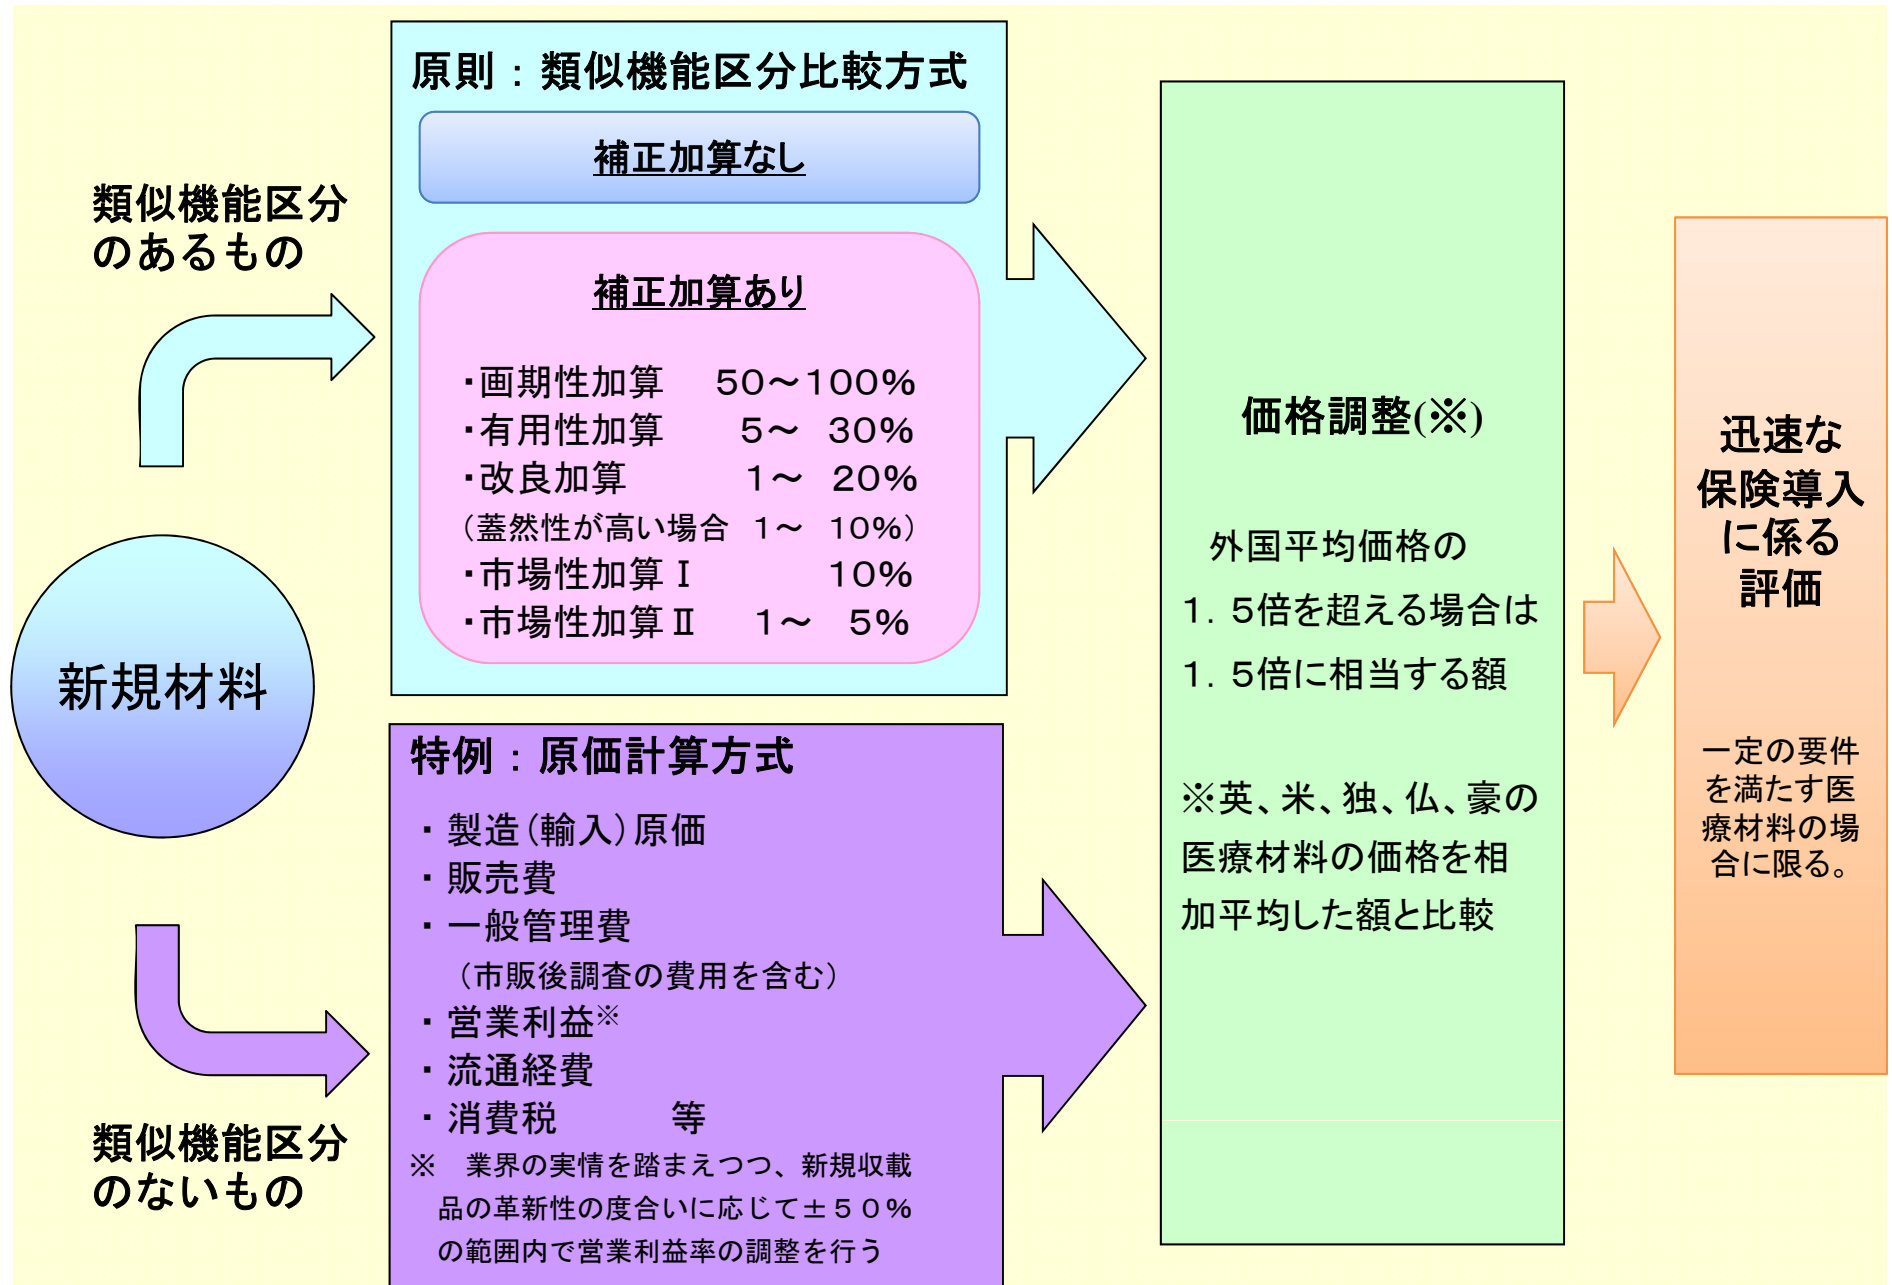 新規材料
類似機能区分
のあるもの
原則：類似機能区分比較方式
補正加算なし
補正加算あり
・画期性加算　50～100%
・有用性加算　5～　30%
・改良加算　1～　20%
（蓋然性が高い場合　1～　10%）
・市場性加算Ⅰ　10%
・市場性加算Ⅱ　1～　5%
類似機能区分
のないもの
特例：原価計算方式
・製造（輸入）原価
・販売費
・一般管理費
（市販後調査の費用を含む）
・営業利益※
・流通経費
・消費税　　　等
※　業界の実情を踏まえつつ、新規収載
品の革新性の度合いに応じて±５０％
の範囲内で営業利益率の調整を行う
価格調整(※)
外国平均価格の
１．５倍を超える場合は
１．５倍に相当する額
※英、米、独、仏、豪の
医療材料の価格を相
加平均した額と比較
迅速な
保険導入
に係る
評価
一定の要件
を満たす医
療材料の場
合に限る。